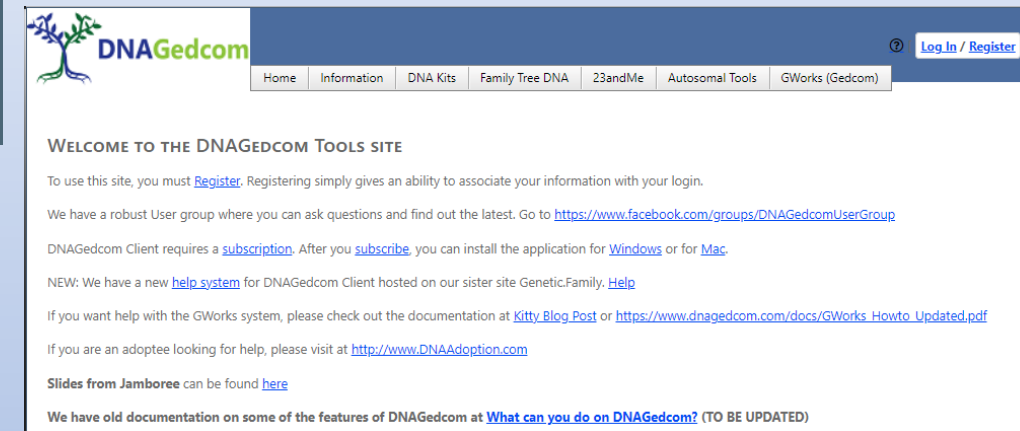 DNAGedcom
Log In / Register
Home Information DNA Kits Family Tree DNA 23andMe Autosomal Tools GWorks (Gedcom)
WELCOME TO THE DNAGEDCOM TOOLS SITE
To use this site, you must Register. Registering simply gives an ability to associate your information with your login.
We have a robust User group where you can ask questions and find out the latest. Go to https://www.facebook.com/groups/DNAGedcomUserGroup
DNAGedcom Client requires a subscription. After you subscribe, you can install the application for Windows or for Mac.
NEW: We have a new help system for DNAGedcom Client hosted on our sister site Genetic.Family. Help
If you want help with the GWorks system, please check out the documentation at Kitty Blog Post or https://www.dnagedcom.com/docs/GWorks_Howto_Updated.pdf
If you are an adoptee looking for help, please visit at http://www.DNAAdoption.com
Slides from Jamboree can be found here
We have old documentation on some of the features of DNAGedcom at What can you do on DNAGedcom? (TO BE UPDATED)